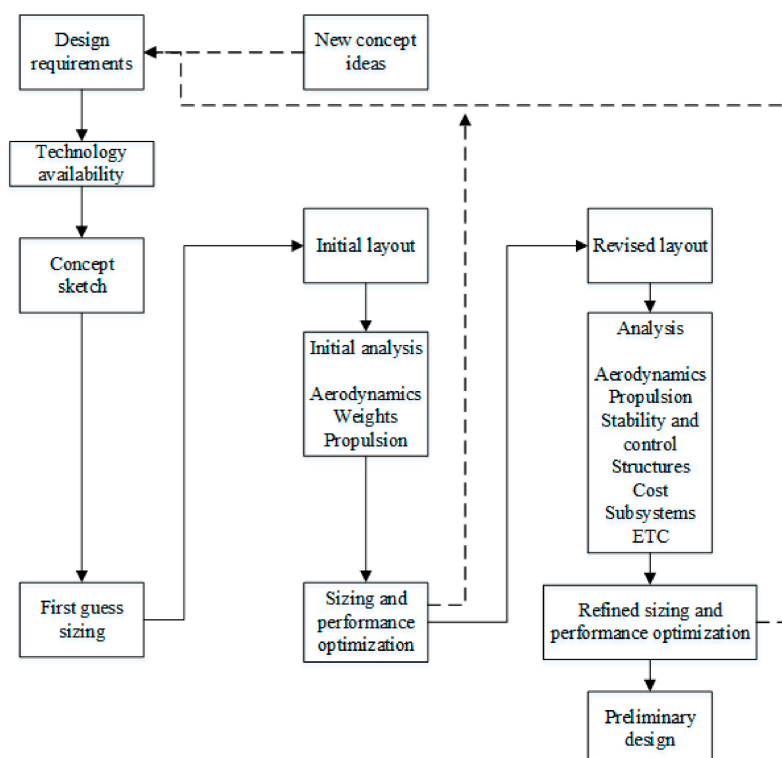 Design
requirements
New concept
ideas
Technology
availability
Concept
sketch
First guess
sizing
Initial layout
Initial analysis
Aerodynamics
Weights
Propulsion
Sizing and
performance
optimization
Revised layout
Analysis
Aerodynamics
Propulsion
Stability and
control
Structures
Cost
Subsystems
ETC
Refined sizing and
performance optimization
Preliminary
design